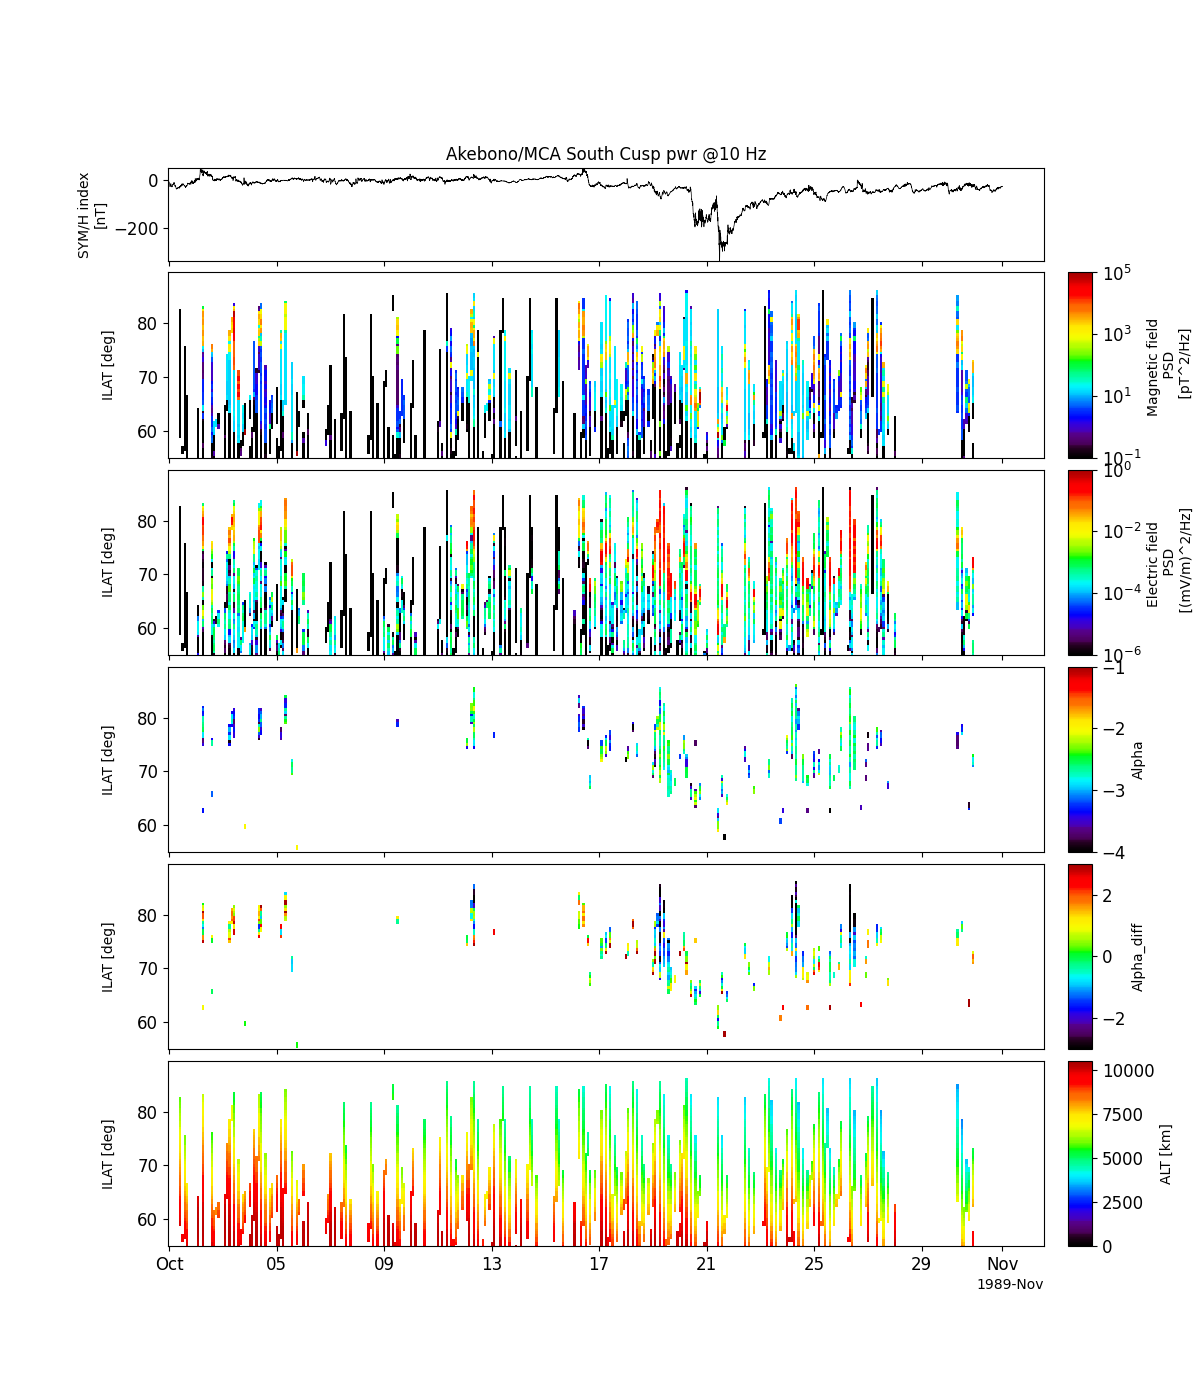 Akebono/MCA South Cusp pwr @10 Hz
SYM/H index
[nT]
0
−200
ILAT [deg]
80
70
60
10^5
10^3
10^1
10^−1
Magnetic field
PSD
[pT^2/Hz]
ILAT [deg]
80
70
60
10^0
10^−2
10^−4
10^−6
Electric field
PSD
[(mV/m)^2/Hz]
ILAT [deg]
80
70
60
−1
−2
−3
−4
Alpha
ILAT [deg]
80
70
60
2
0
−2
Alpha_diff
ILAT [deg]
80
70
60
10000
7500
5000
2500
0
ALT [km]
Oct 05 09 13 17 21 25 29 Nov
1989-Nov